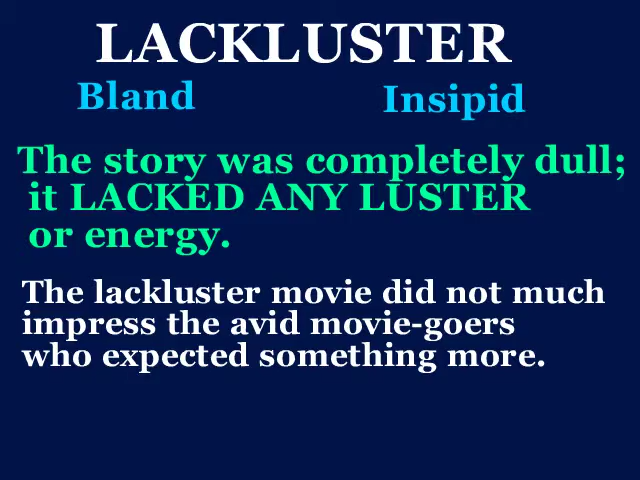 LACKLUSTER
Bland Insipid
The story was completely dull;
it LACKED ANY LUSTER
or energy.
The lackluster movie did not much
impress the avid movie-goers
who expected something more.